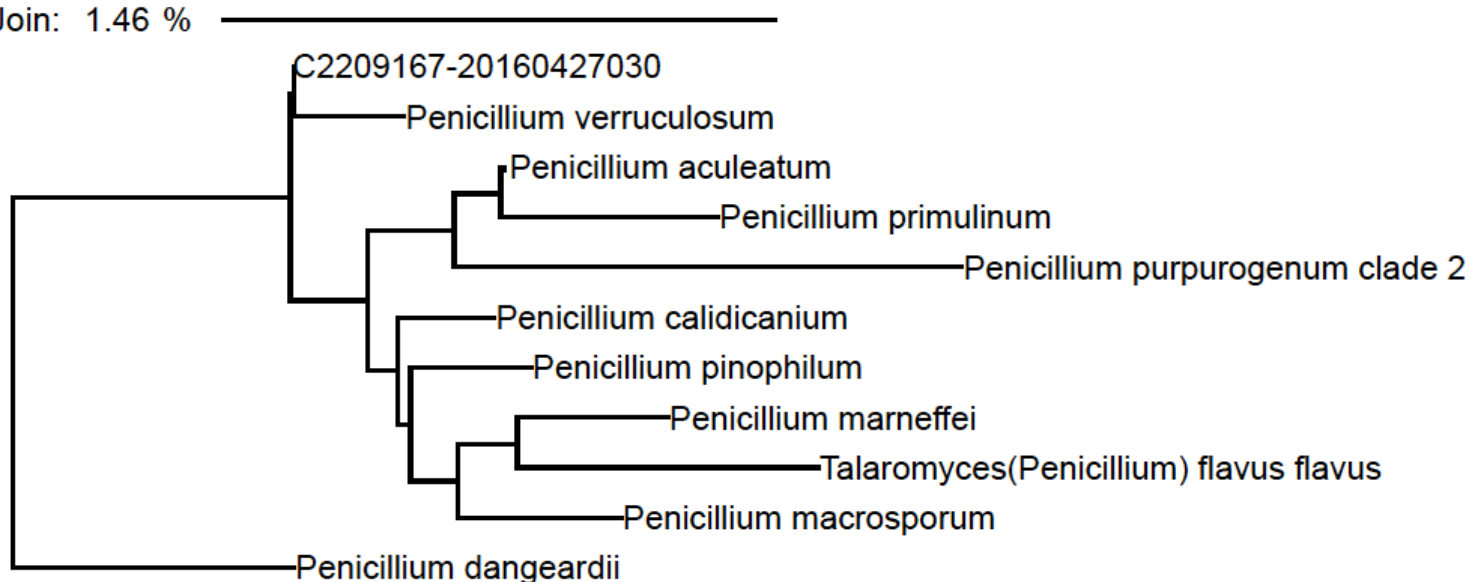 Join: 1.46 %
C2209167-20160427030
Penicillium verruculosum
Penicillium aculeatum
Penicillium primulinum
Penicillium purpurogenum clade 2
Penicillium calidicanium
Penicillium pinophilum
Penicillium marneffei
Talaromyces(Penicillium) flavus flavus
Penicillium macrosporum
Penicillium dangeardii